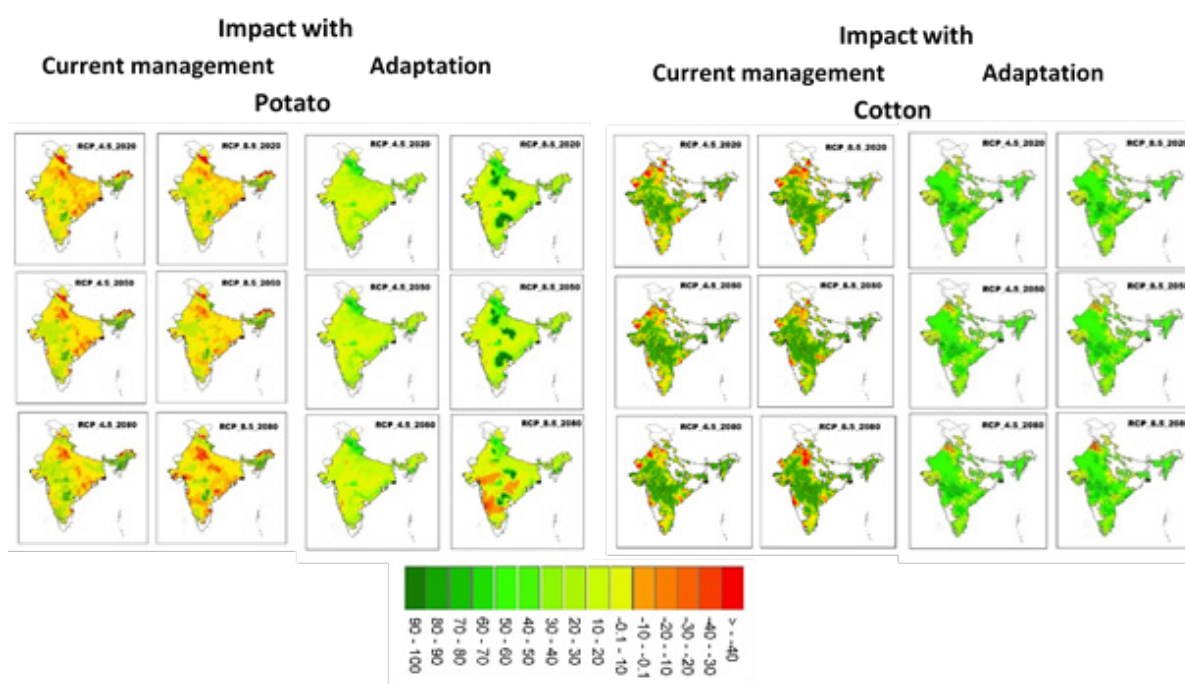 Impact with
Current management Adaptation
Potato
RCP_4.5_2020
RCP_8.5_2020
RCP_4.5_2020
RCP_8.5_2020
RCP_4.5_2050
RCP_8.5_2050
RCP_4.5_2050
RCP_8.5_2050
RCP_4.5_2080
RCP_8.5_2080
RCP_4.5_2080
RCP_8.5_2080
Impact with
Current management Adaptation
Cotton
RCP_4.5_2020
RCP_8.5_2020
RCP_4.5_2020
RCP_8.5_2020
RCP_4.5_2050
RCP_8.5_2050
RCP_4.5_2050
RCP_8.5_2050
RCP_4.5_2080
RCP_8.5_2080
RCP_4.5_2080
RCP_8.5_2080
90 - 100
80 - 90
70 - 80
60 - 70
50 - 60
40 - 50
30 - 40
20 - 30
10 - 20
-0.1 - 10
-10 - -0.1
-20 - -10
-30 - -20
-40 - -30
> - -40